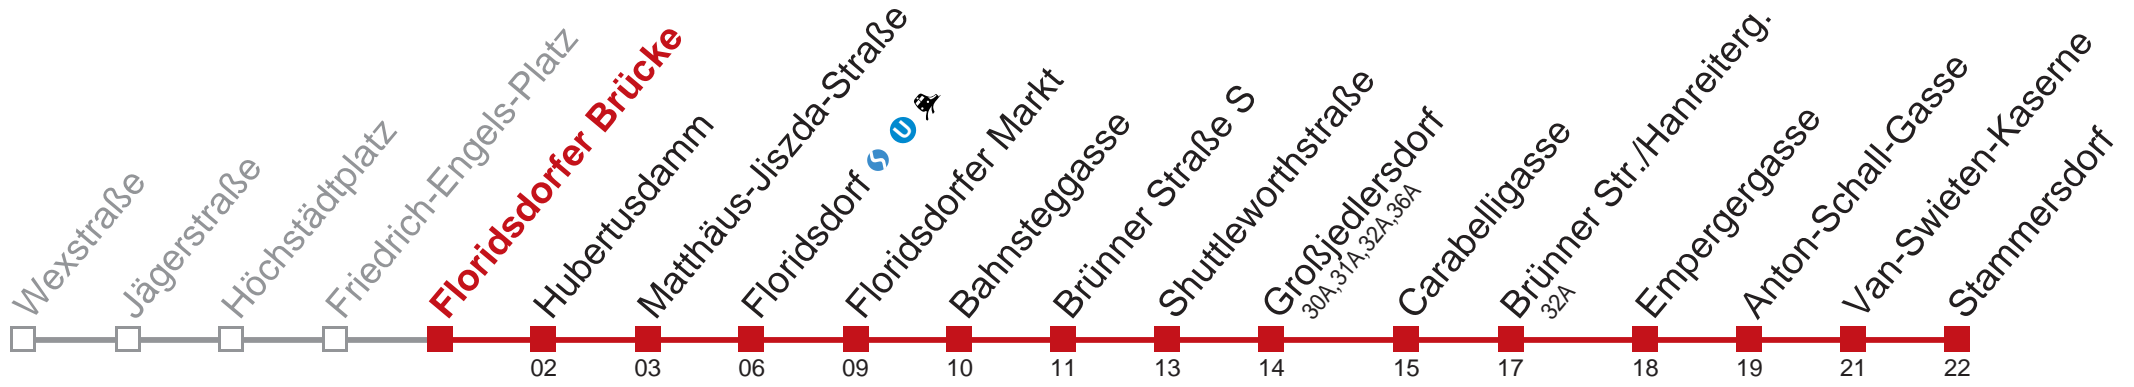 Wexstraße
Jägerstraße
Höchstädtplatz
Friedrich-Engels-Platz
Floridsdorfer Brücke
Hubertusdamm
Matthäus-Jiszda-Straße
Floridsdorf S U
Floridsdorfer Markt
Bahnsteggasse
Brünner Straße S
Shuttleworthstraße
Großjedlersdorf
30A,31A,32A,36A
Carabelligasse
Brünner Str./Hanreiterg.
32A
Empergergasse
Anton-Schall-Gasse
Van-Swieten-Kaserne
Stammersdorf
02 03 06 09 10 11 13 14 15 17 18 19 21 22